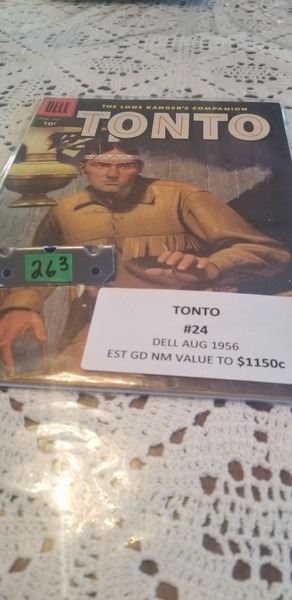 DELL
10¢
THE LONE RANGER'S COMPANION
TONTO
263
TONTO
#24
DELL AUG 1956
EST GD NM VALUE TO $1150c